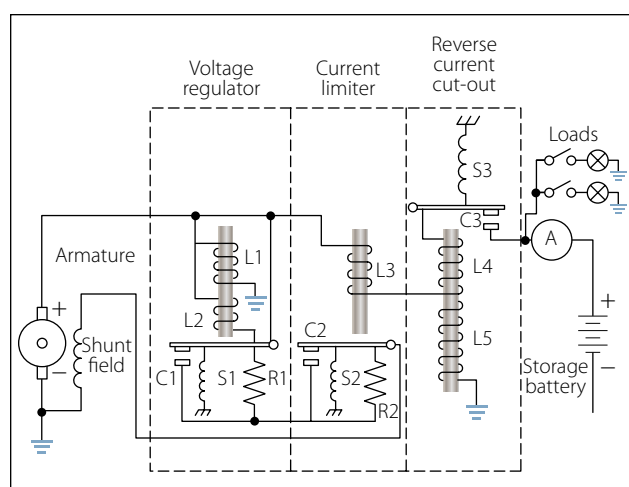 Reverse
current
cut-out
Voltage
regulator
Current
limiter
Loads
S3
C3
A
Armature
L1
L2
L3
L4
L5
+
−
Shunt
field
C1
S1
R1
C2
S2
R2
+
−
Storage
battery